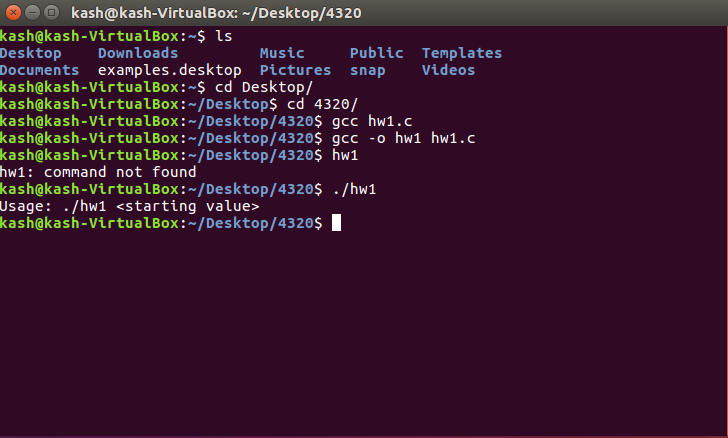 kash@kash-VirtualBox: ~/Desktop/4320
kash@kash-VirtualBox:~$ ls
Desktop    Downloads         Music     Public  Templates
Documents  examples.desktop  Pictures  snap    Videos
kash@kash-VirtualBox:~$ cd Desktop/
kash@kash-VirtualBox:~/Desktop$ cd 4320/
kash@kash-VirtualBox:~/Desktop/4320$ gcc hw1.c
kash@kash-VirtualBox:~/Desktop/4320$ gcc -o hw1 hw1.c
kash@kash-VirtualBox:~/Desktop/4320$ hw1
hw1: command not found
kash@kash-VirtualBox:~/Desktop/4320$ ./hw1
Usage: ./hw1 <starting value>
kash@kash-VirtualBox:~/Desktop/4320$